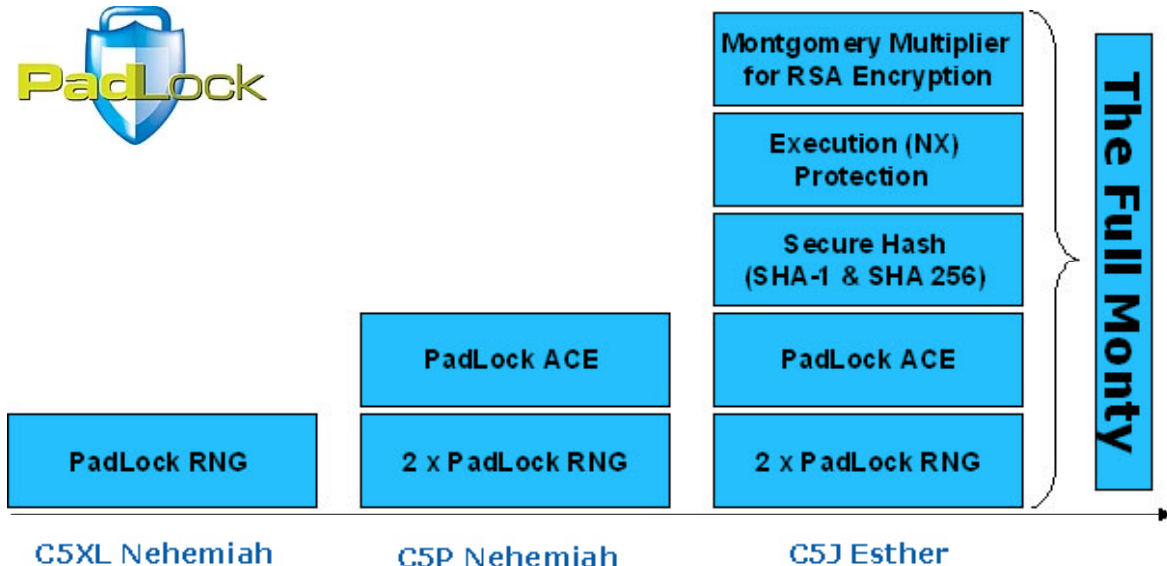 PadLock
Montgomery Multiplier
for RSA Encryption
Execution (NX)
Protection
Secure Hash
(SHA-1 & SHA 256)
PadLock ACE
PadLock ACE
PadLock RNG
2 x PadLock RNG
2 x PadLock RNG
The Full Monty
C5XL Nehemiah
C5P Nehemiah
C5J Esther